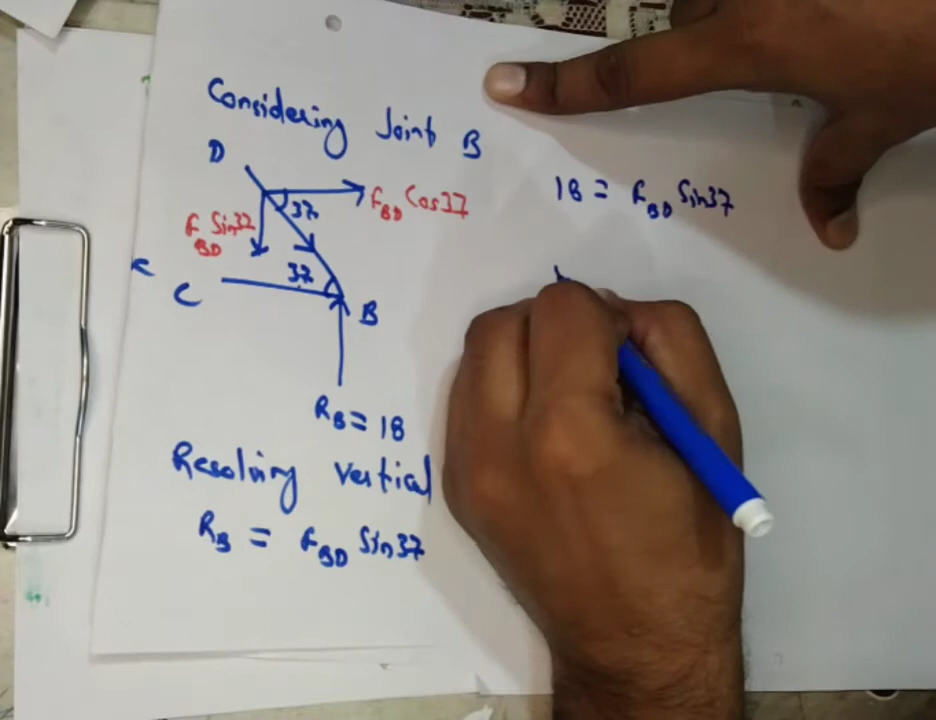 Considering Joint B
D
37
F_BD Cos37
F_BD Sin37
37
C
B
R_B = 18
Resolving vertical
R_B = F_BD Sin37
18 = F_BD Sin37